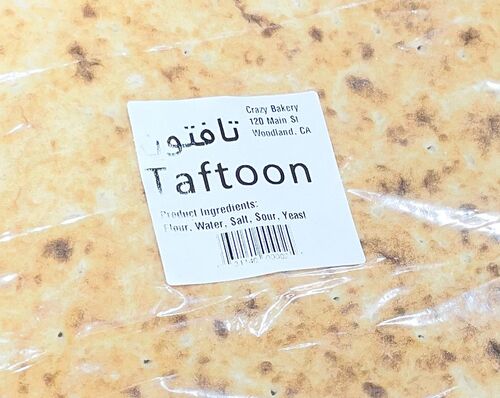 Crazy Bakery
120 Main St
Woodland, CA
تافتون
Taftoon
Product Ingredients:
Flour, Water, Salt, Sour, Yeast